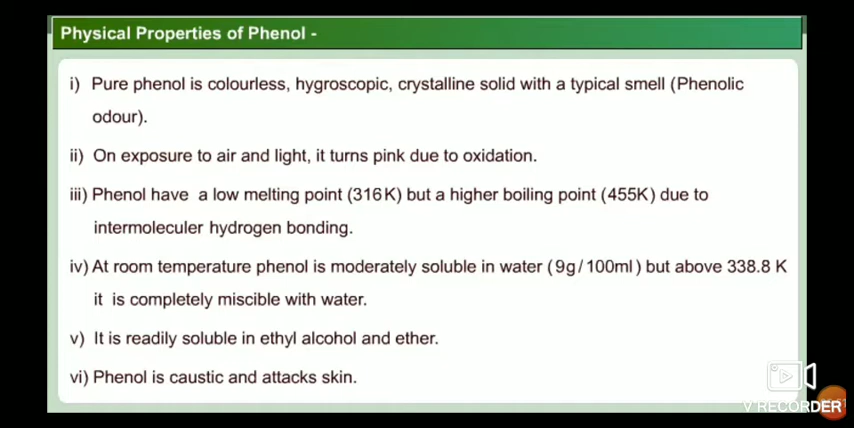 Physical Properties of Phenol -
i) Pure phenol is colourless, hygroscopic, crystalline solid with a typical smell (Phenolic
odour).
ii) On exposure to air and light, it turns pink due to oxidation.
iii) Phenol have a low melting point (316K) but a higher boiling point (455K) due to
intermoleculer hydrogen bonding.
iv) At room temperature phenol is moderately soluble in water (9g/100ml) but above 338.8 K
it is completely miscible with water.
v) It is readily soluble in ethyl alcohol and ether.
vi) Phenol is caustic and attacks skin.
V RECORDER